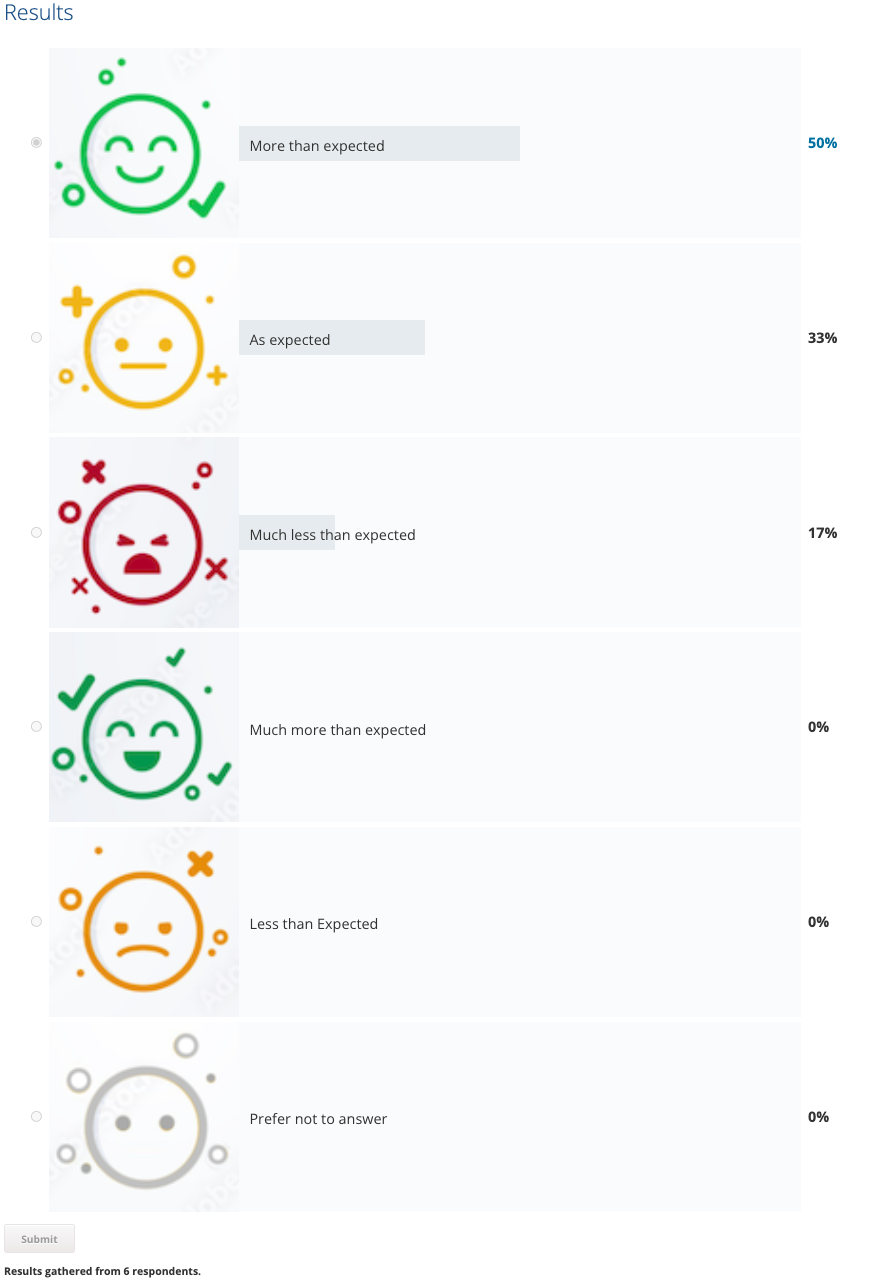 Results
More than expected
50%
As expected
33%
Much less than expected
17%
Much more than expected
0%
Less than Expected
0%
Prefer not to answer
0%
Submit
Results gathered from 6 respondents.